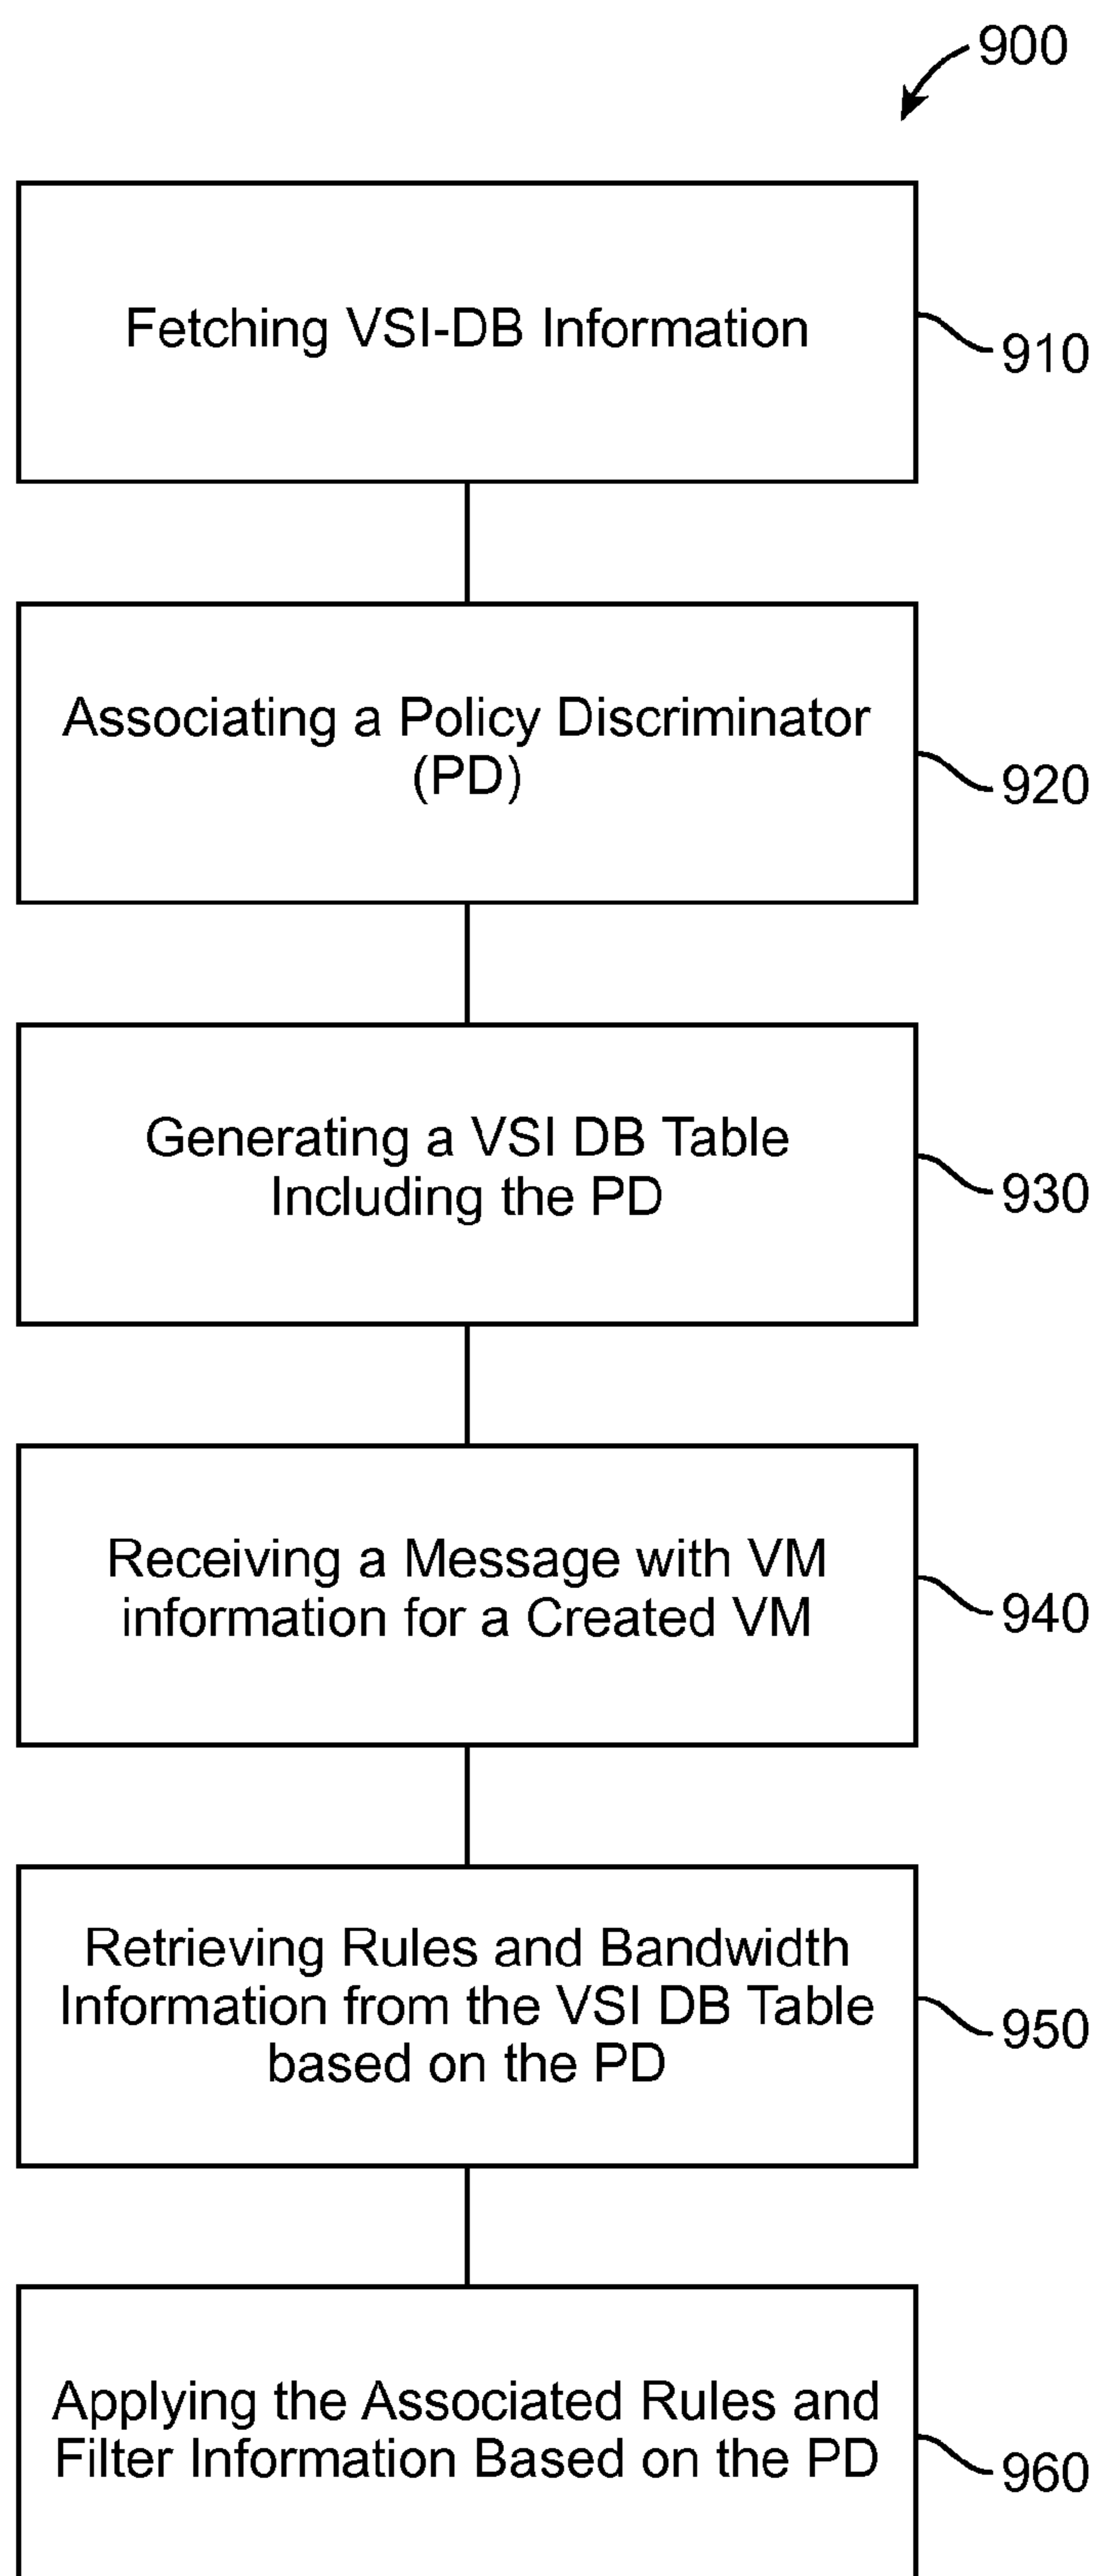 900
Fetching VSI-DB Information
910
Associating a Policy Discriminator
(PD)
920
Generating a VSI DB Table
Including the PD
930
Receiving a Message with VM
information for a Created VM
940
Retrieving Rules and Bandwidth
Information from the VSI DB Table
based on the PD
950
Applying the Associated Rules and
Filter Information Based on the PD
960